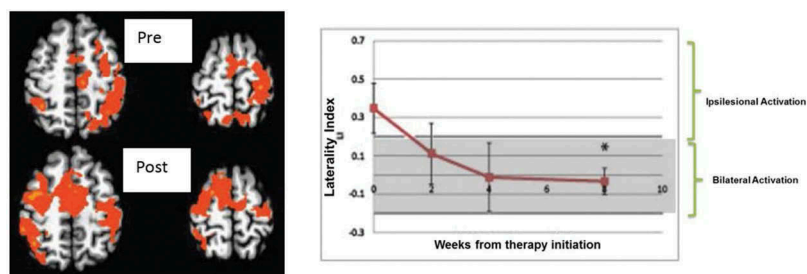 Pre
Post
Laterality Index
LI
0.7
0.5
0.3
0.1
-0.1
-0.3
0
2
4
6
8
10
*
Weeks from therapy initiation
Ipsilesional Activation
Bilateral Activation